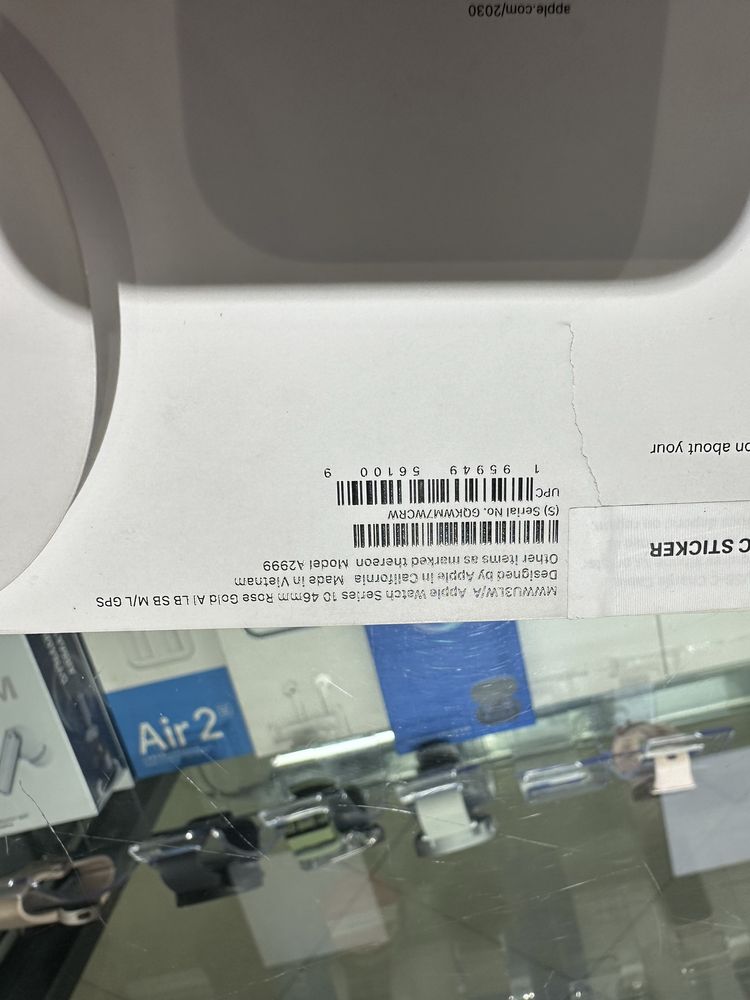 MWWU3LW/A Apple Watch Series 10 46mm Rose Gold Al LB SB M/L GPS
Designed by Apple in California Made in Vietnam
Other items as marked thereon Model A2999
(S) Serial No. GQKWM7WCRW
UPC
1 95949 56100 9
C STICKER
on about your
apple.com/2030
Air 2